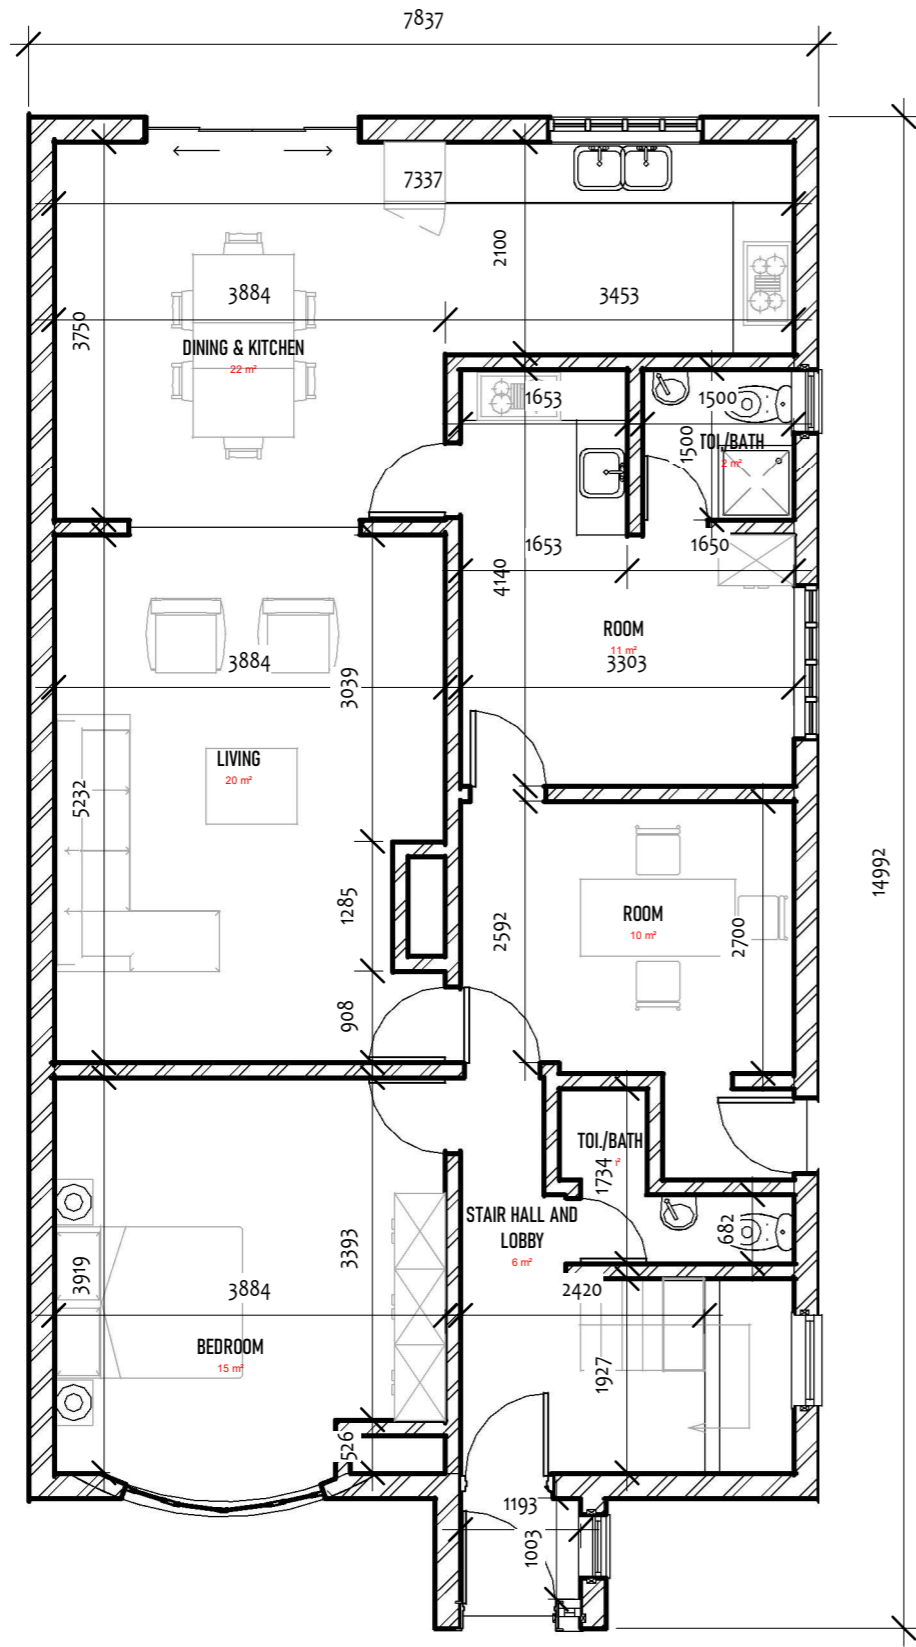 7837
7337
2100
3884
3453
3750
DINING & KITCHEN
22 m²
1653
1500
1500
TOI./BATH
2 m²
1653
1650
4140
ROOM
11 m²
3303
3884
3039
LIVING
20 m²
5232
14992
1285
2592
ROOM
10 m²
2700
908
TOI./BATH
1734
STAIR HALL AND
LOBBY
6 m²
682
3393
3919
3884
2420
BEDROOM
15 m²
1927
526
1193
1003